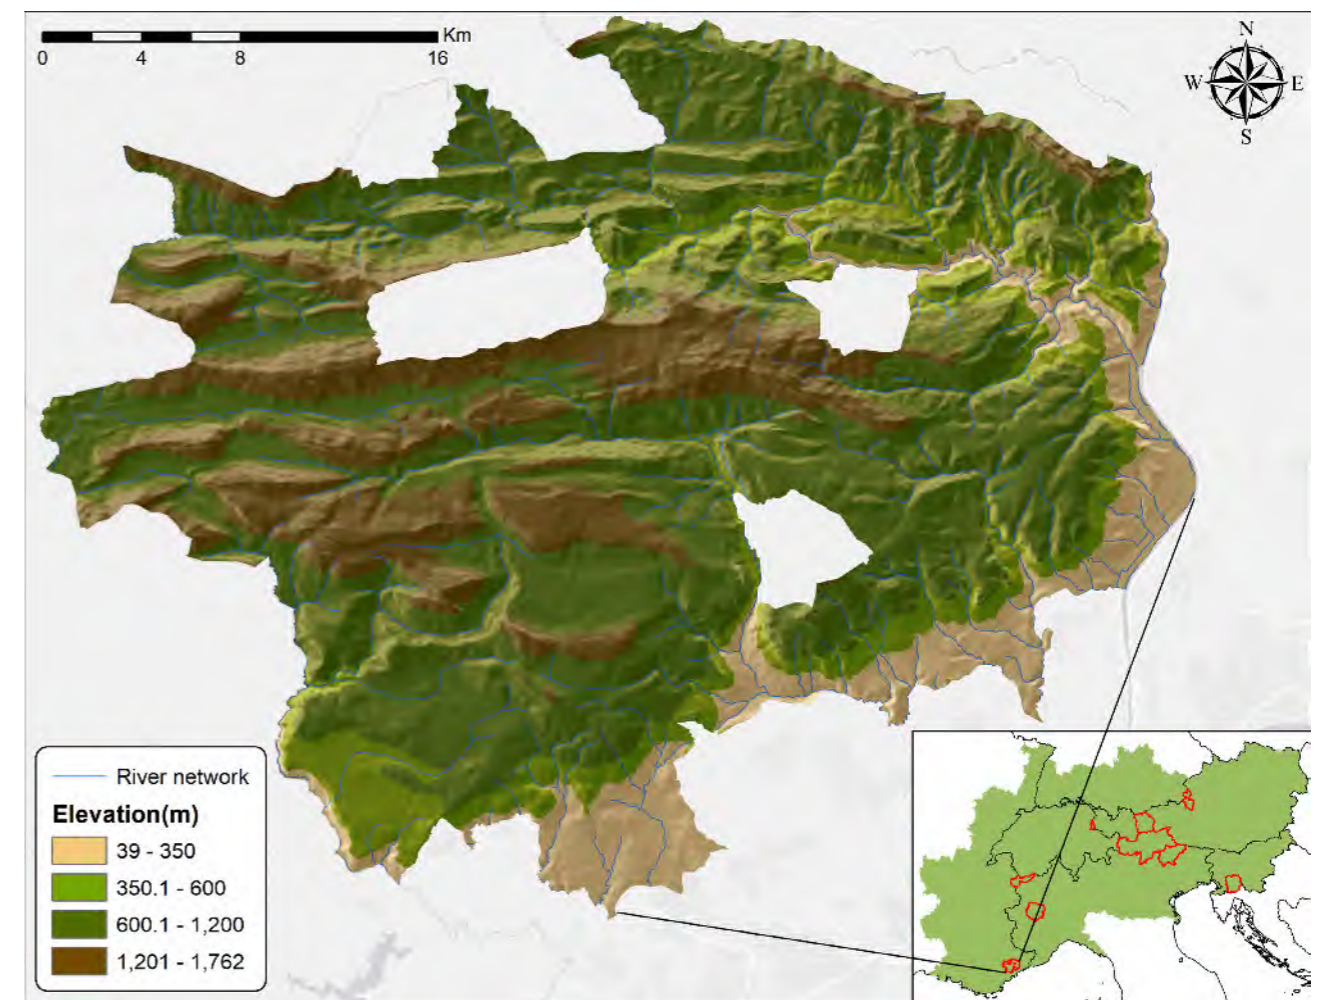 Km
0 4 8 16
N
W E
S
River network
Elevation(m)
39 - 350
350.1 - 600
600.1 - 1,200
1,201 - 1,762